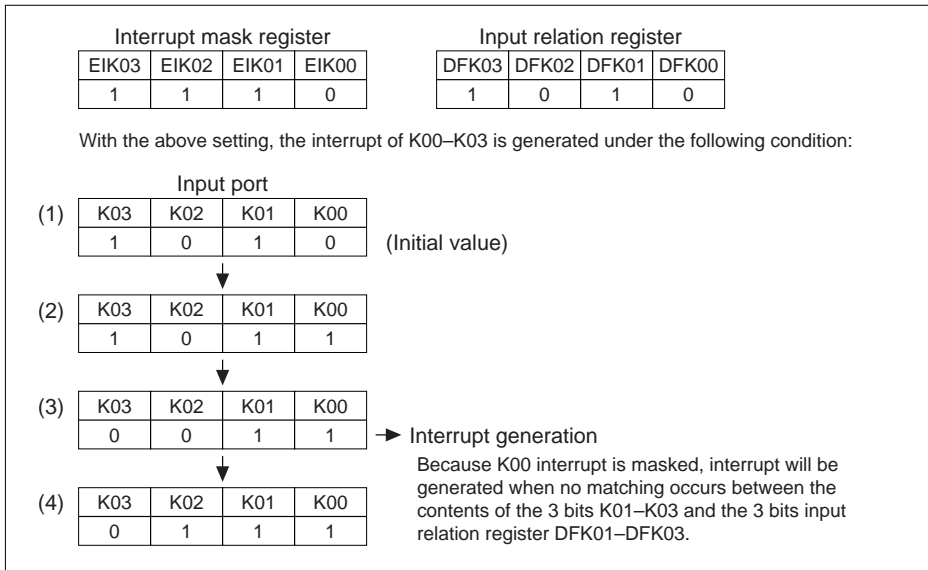 Interrupt mask register
EIK03 EIK02 EIK01 EIK00
1 1 1 0
Input relation register
DFK03 DFK02 DFK01 DFK00
1 0 1 0
With the above setting, the interrupt of K00–K03 is generated under the following condition:
Input port
(1) K03 K02 K01 K00
1 0 1 0 (Initial value)
(2) K03 K02 K01 K00
1 0 1 1
(3) K03 K02 K01 K00
0 0 1 1 Interrupt generation
Because K00 interrupt is masked, interrupt will be
generated when no matching occurs between the
contents of the 3 bits K01–K03 and the 3 bits input
relation register DFK01–DFK03.
(4) K03 K02 K01 K00
0 1 1 1